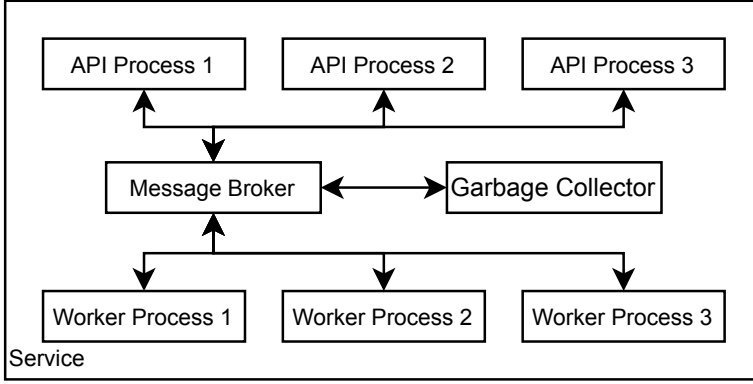 API Process 1
API Process 2
API Process 3
Message Broker
Garbage Collector
Worker Process 1
Worker Process 2
Worker Process 3
Service